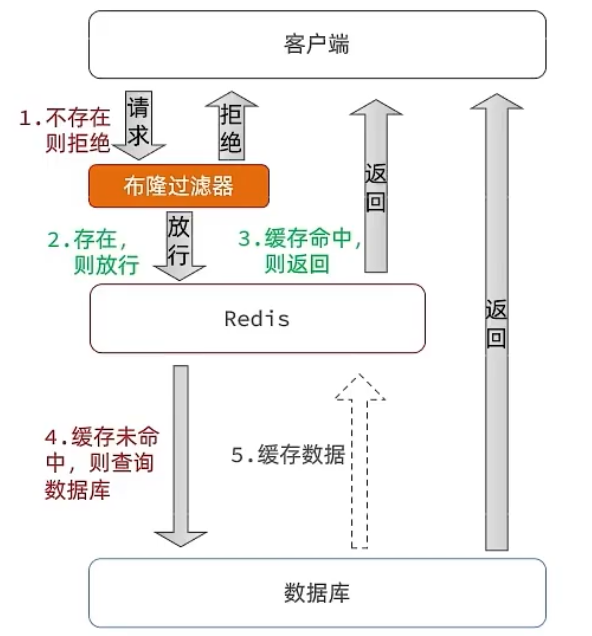 客户端
1.不存在
则拒绝
请求
拒绝
返回
布隆过滤器
2.存在，
则放行
放行
3.缓存命中，
则返回
Redis
返回
4.缓存未命
中，则查询
数据库
5.缓存数据
数据库